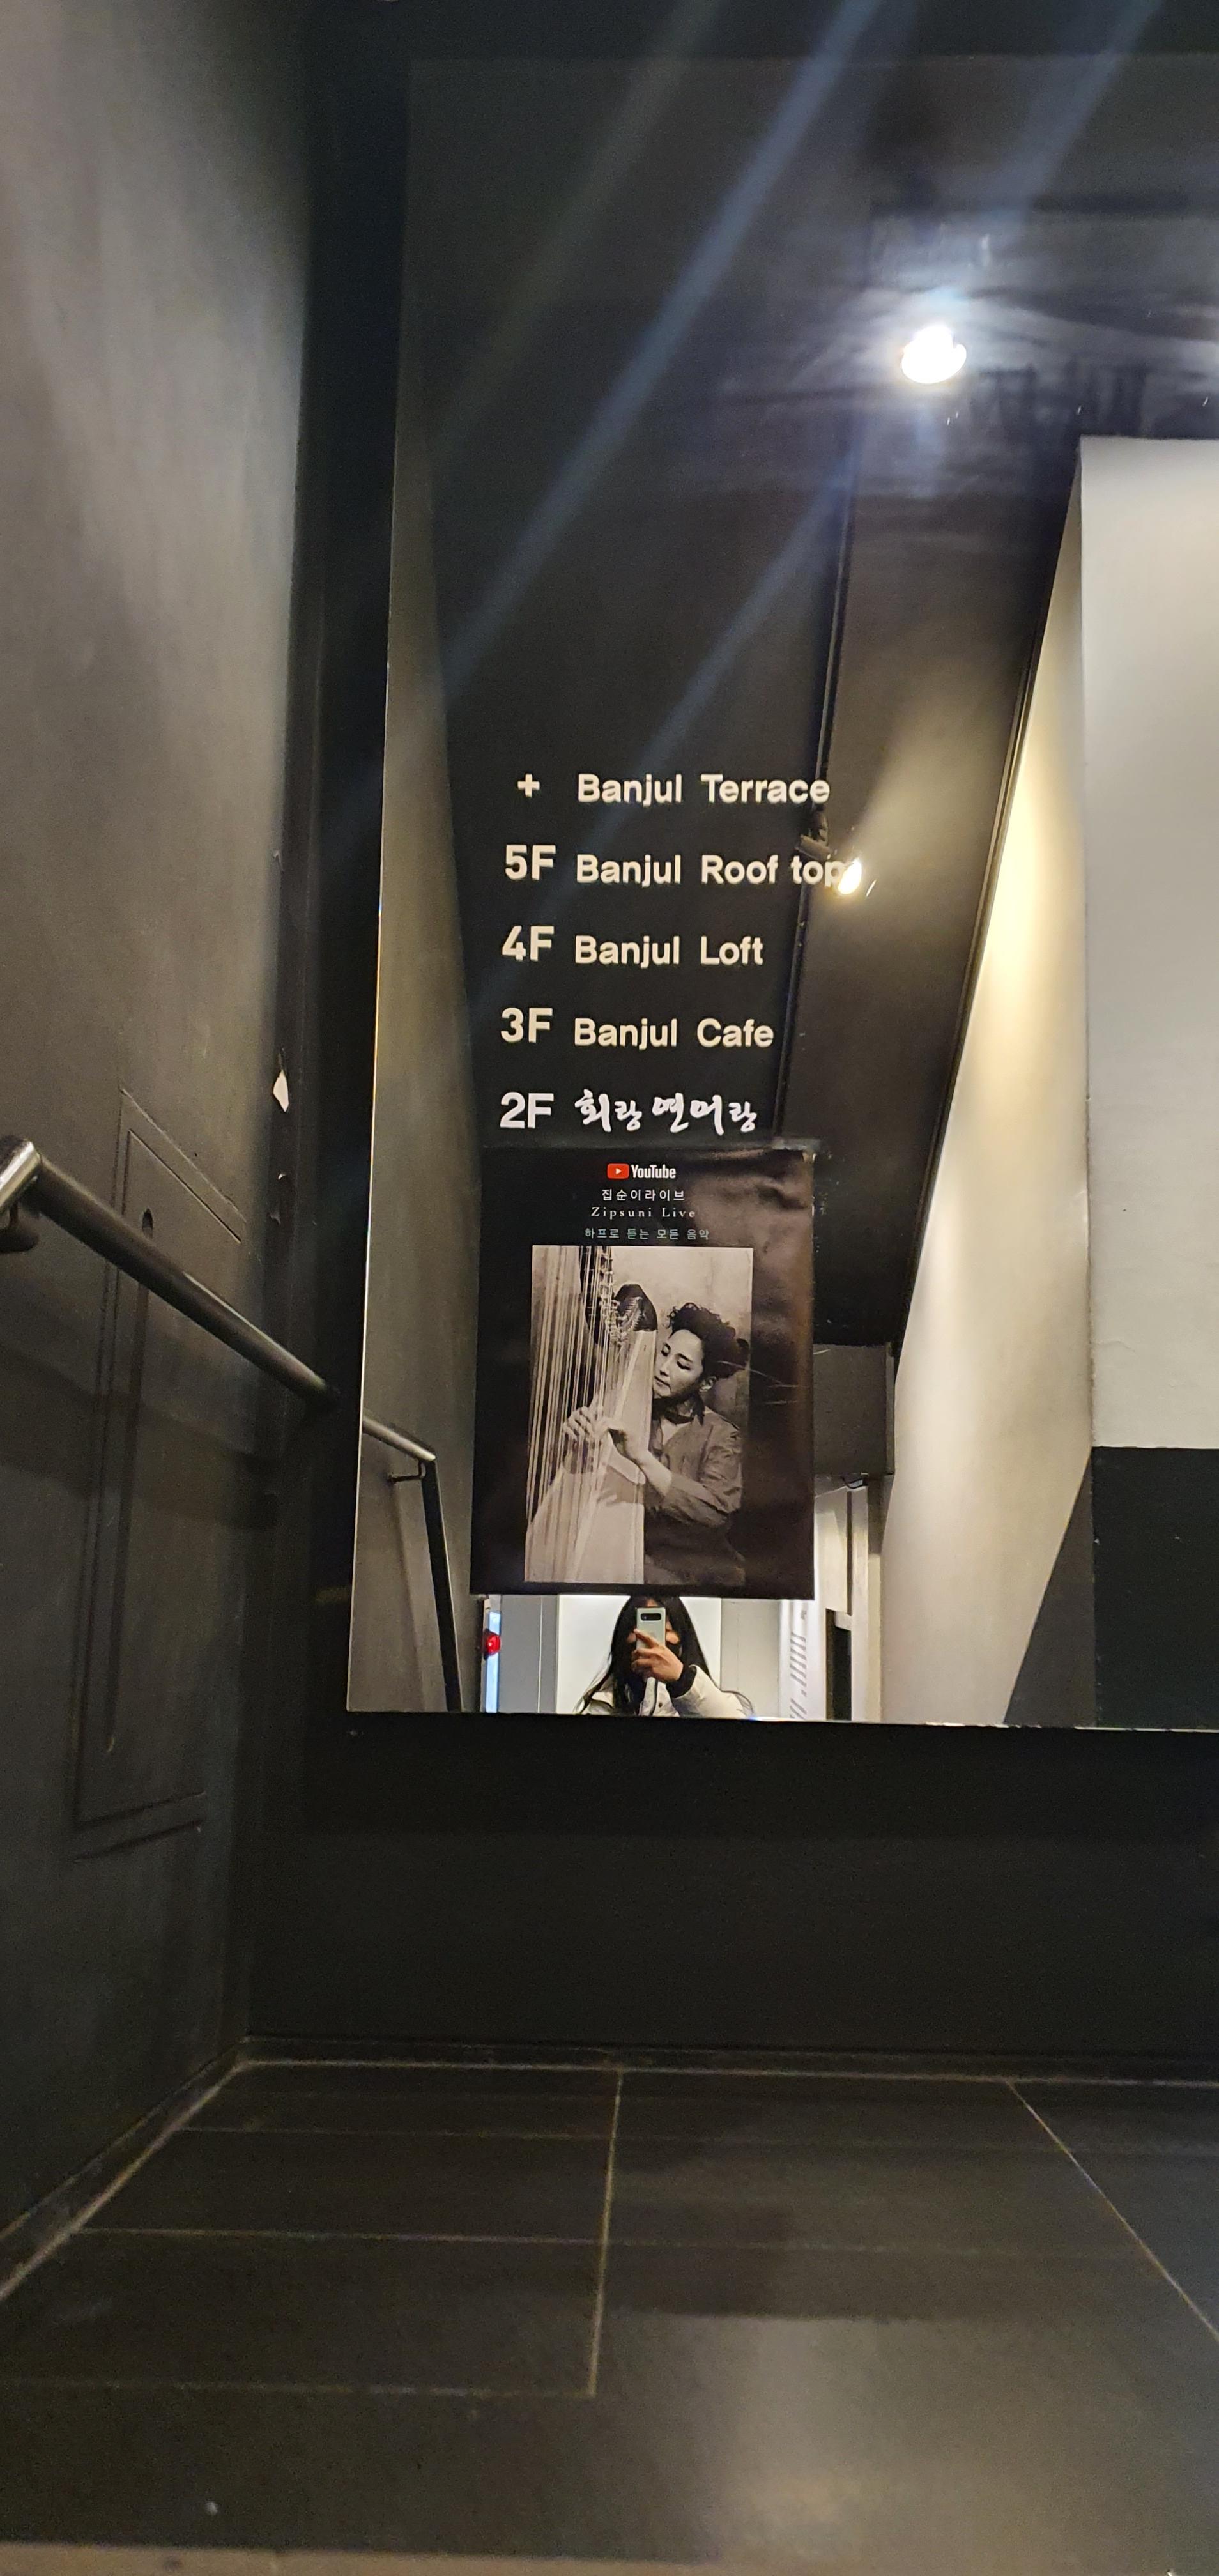 + Banjul Terrace
5F Banjul Roof top
4F Banjul Loft
3F Banjul Cafe
2F 회랑연어랑
YouTube
집순이라이브
Zipsuni Live
하프로 듣는 모든 음악